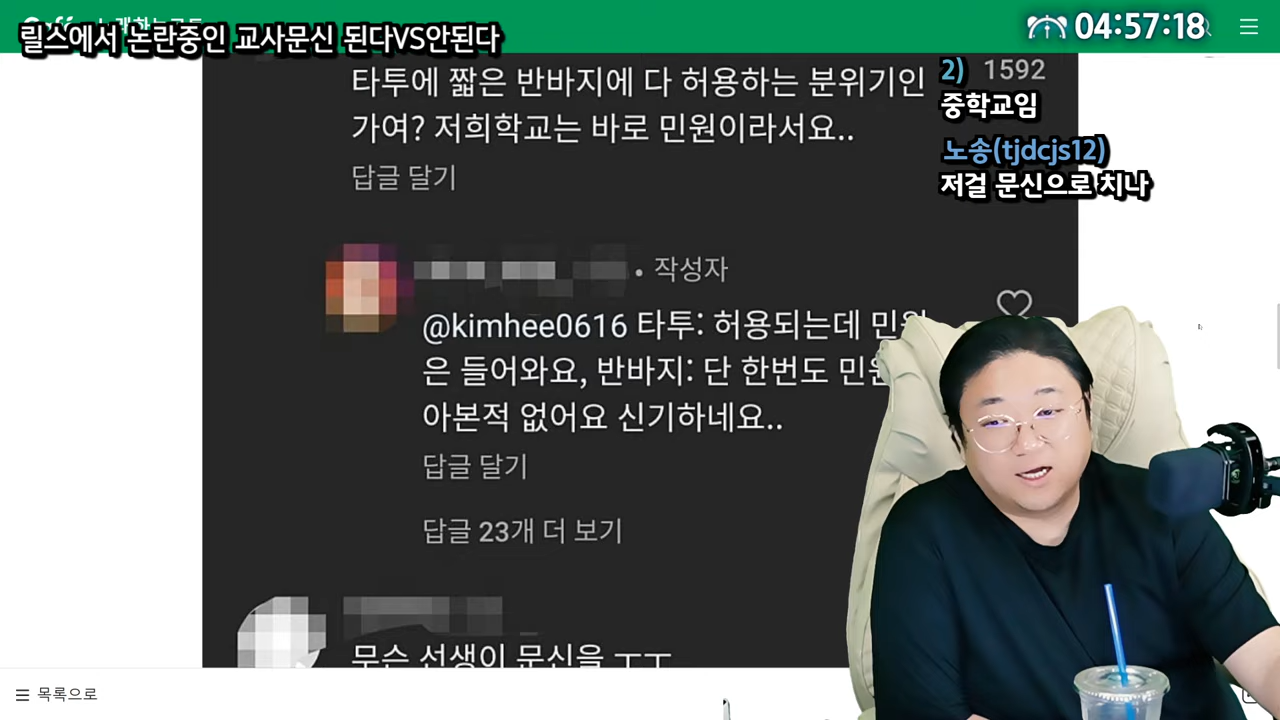 릴스에서 논란중인 교사문신 된다VS안된다
04:57:18
타투에 짧은 반바지에 다 허용하는 분위기인
가여? 저희학교는 바로 민원이라서요..
답글 달기
2) 1592
중학교임
노송(tjdcjs12)
저걸 문신으로 치나
• 작성자
@kimhee0616 타투: 허용되는데 민원
은 들어와요, 반바지: 단 한번도 민원
아본적 없어요 신기하네요..
답글 달기
답글 23개 더 보기
무슨 선생이 문신을 ㅜㅜ
목록으로